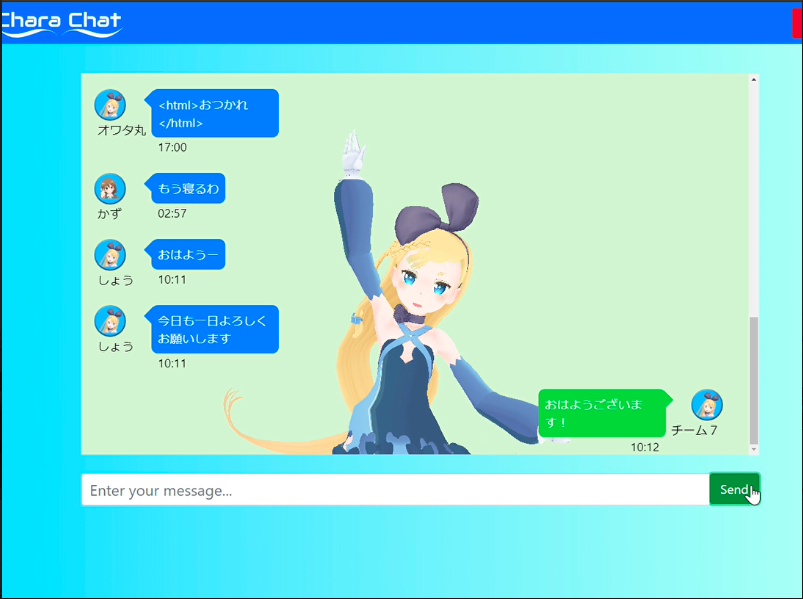 Chara Chat
<html>おつかれ
</html>
オワタ丸
17:00
もう寝るわ
かず
02:57
おはようー
しょう
10:11
今日も一日よろしく
お願いします
しょう
10:11
おはようございま
す！
チーム７
10:12
Enter your message...
Send